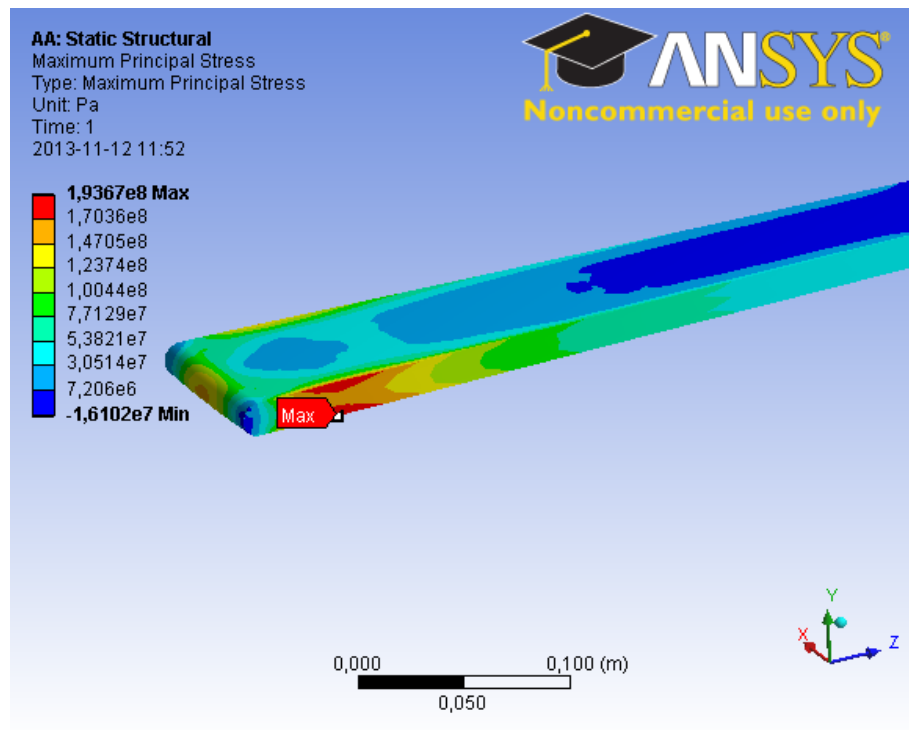 AA: Static Structural
Maximum Principal Stress
Type: Maximum Principal Stress
Unit: Pa
Time: 1
2013-11-12 11:52
ANSYS®
Noncommercial use only
1,9367e8 Max
1,7036e8
1,4705e8
1,2374e8
1,0044e8
7,7129e7
5,3821e7
3,0514e7
7,206e6
-1,6102e7 Min
Max
Y
X
Z
0,000
0,100 (m)
0,050